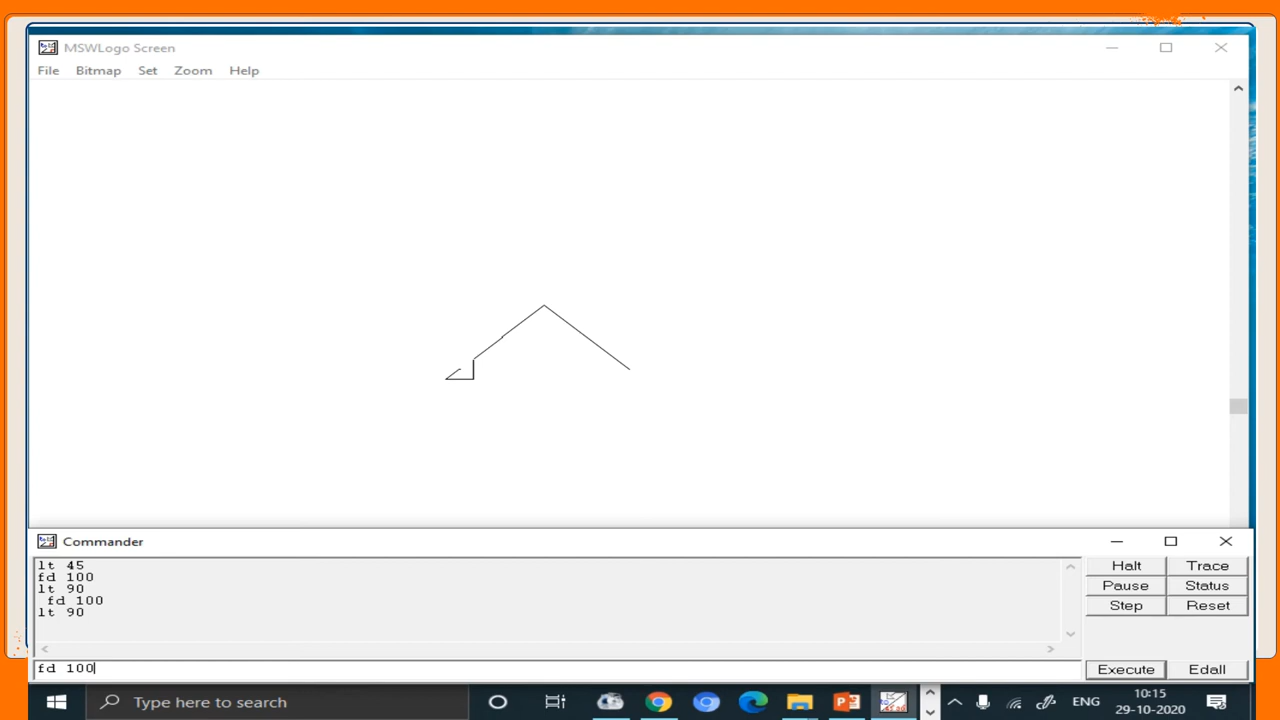 MSWLogo Screen
File Bitmap Set Zoom Help
Commander
lt 45
fd 100
lt 90
fd 100
lt 90
Halt Trace
Pause Status
Step Reset
fd 100
Execute Edall
Type here to search
ENG
10:15
29-10-2020